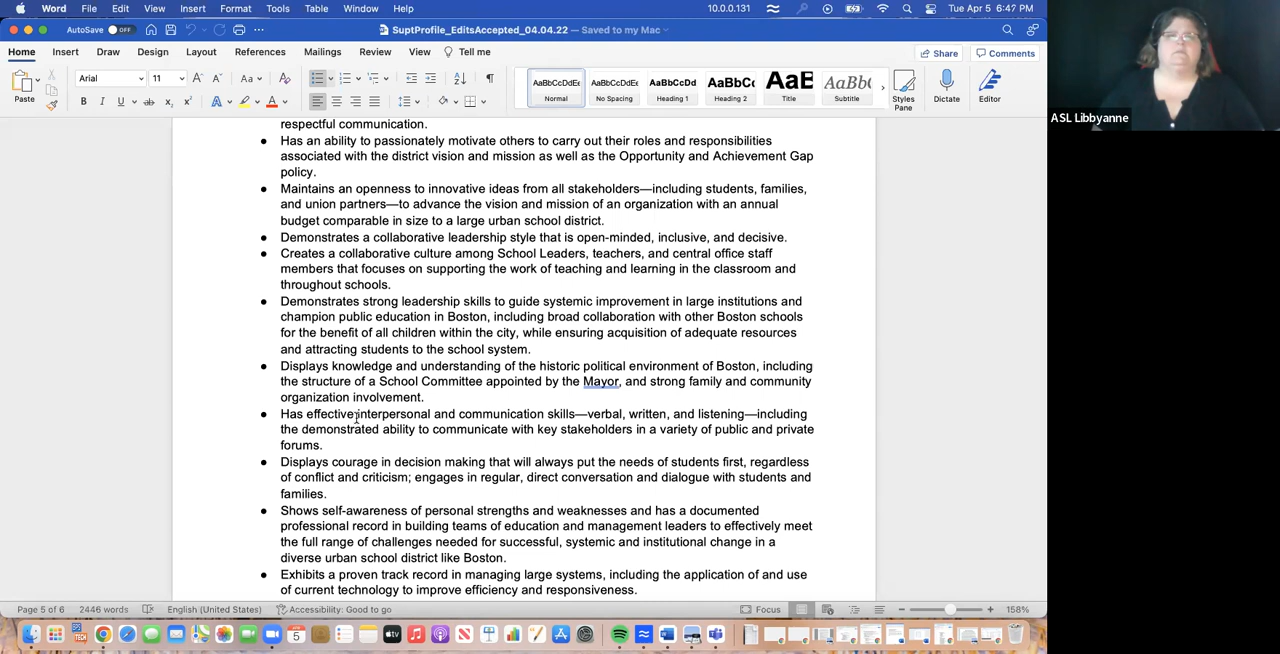 Word File Edit View Insert Format Tools Table Window Help 10.0.0.131 Tue Apr 5 6:47 PM
AutoSave OFF SuptProfile_EditsAccepted_04.04.22 — Saved to my Mac
Home Insert Draw Design Layout References Mailings Review View Tell me Share Comments
Paste Arial 11 AaBbCcDdEe Normal AaBbCcDdEe No Spacing AaBbCcDd Heading 1 AaBbCc Heading 2 AaB Title AaBb Subtitle Styles Pane Dictate Editor
ASL Libbyanne
respectful communication.
● Has an ability to passionately motivate others to carry out their roles and responsibilities
associated with the district vision and mission as well as the Opportunity and Achievement Gap
policy.
● Maintains an openness to innovative ideas from all stakeholders—including students, families,
and union partners—to advance the vision and mission of an organization with an annual
budget comparable in size to a large urban school district.
● Demonstrates a collaborative leadership style that is open-minded, inclusive, and decisive.
● Creates a collaborative culture among School Leaders, teachers, and central office staff
members that focuses on supporting the work of teaching and learning in the classroom and
throughout schools.
● Demonstrates strong leadership skills to guide systemic improvement in large institutions and
champion public education in Boston, including broad collaboration with other Boston schools
for the benefit of all children within the city, while ensuring acquisition of adequate resources
and attracting students to the school system.
● Displays knowledge and understanding of the historic political environment of Boston, including
the structure of a School Committee appointed by the Mayor, and strong family and community
organization involvement.
● Has effective interpersonal and communication skills—verbal, written, and listening—including
the demonstrated ability to communicate with key stakeholders in a variety of public and private
forums.
● Displays courage in decision making that will always put the needs of students first, regardless
of conflict and criticism; engages in regular, direct conversation and dialogue with students and
families.
● Shows self-awareness of personal strengths and weaknesses and has a documented
professional record in building teams of education and management leaders to effectively meet
the full range of challenges needed for successful, systemic and institutional change in a
diverse urban school district like Boston.
● Exhibits a proven track record in managing large systems, including the application of and use
of current technology to improve efficiency and responsiveness.
Page 5 of 6 2446 words English (United States) Accessibility: Good to go Focus 158%